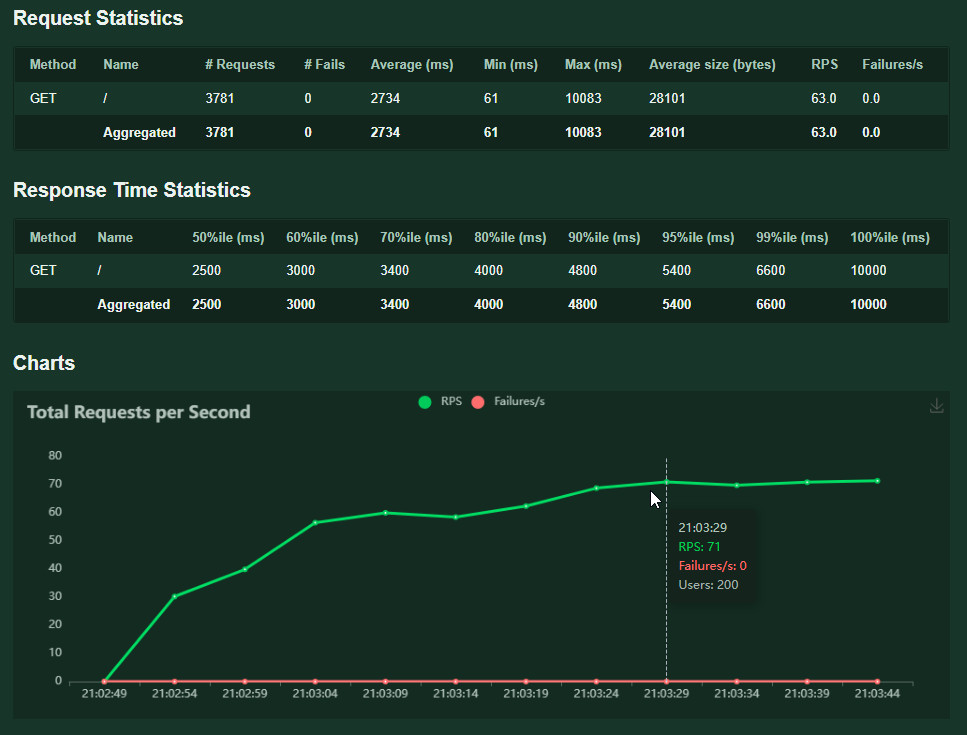 Request Statistics
Method Name # Requests # Fails Average (ms) Min (ms) Max (ms) Average size (bytes) RPS Failures/s
GET / 3781 0 2734 61 10083 28101 63.0 0.0
Aggregated 3781 0 2734 61 10083 28101 63.0 0.0
Response Time Statistics
Method Name 50%ile (ms) 60%ile (ms) 70%ile (ms) 80%ile (ms) 90%ile (ms) 95%ile (ms) 99%ile (ms) 100%ile (ms)
GET / 2500 3000 3400 4000 4800 5400 6600 10000
Aggregated 2500 3000 3400 4000 4800 5400 6600 10000
Charts
Total Requests per Second
RPS Failures/s
80
70
60
50
40
30
20
10
0
21:03:29
RPS: 71
Failures/s: 0
Users: 200
21:02:49 21:02:54 21:02:59 21:03:04 21:03:09 21:03:14 21:03:19 21:03:24 21:03:29 21:03:34 21:03:39 21:03:44